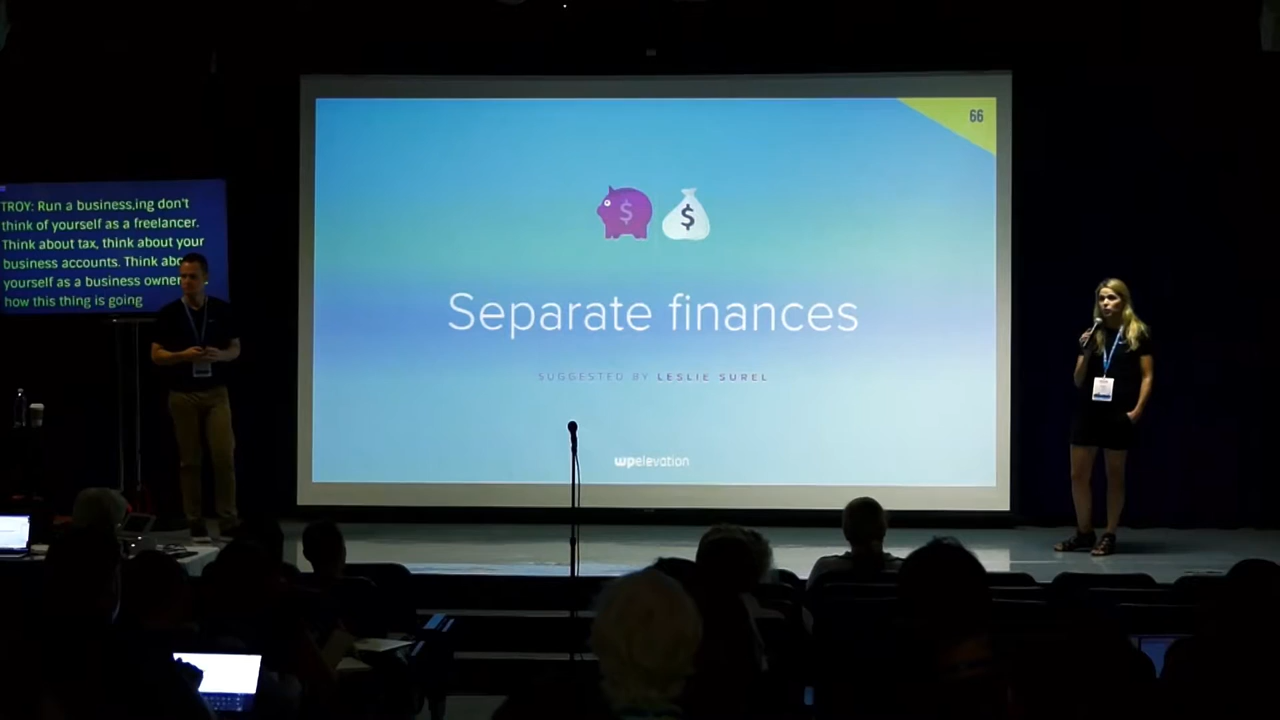 TROY: Run a business,ing don't
think of yourself as a freelancer.
Think about tax, think about your
business accounts. Think
yourself as a business owner
how this thing is going
66
$ $
Separate finances
SUGGESTED BY LESLIE SUREL
wpelevation